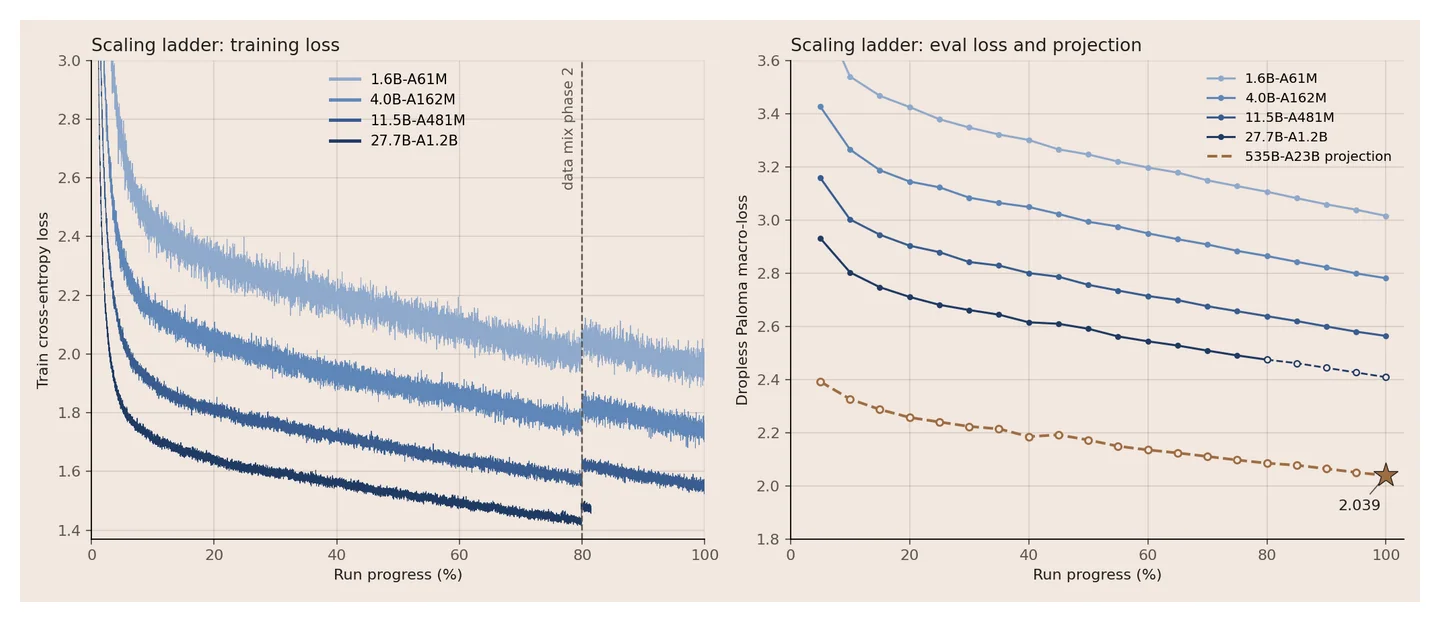 Scaling ladder: training loss
3.0
2.8
2.6
2.4
2.2
2.0
1.8
1.6
1.4
Train cross-entropy loss
1.6B-A61M
4.0B-A162M
11.5B-A481M
27.7B-A1.2B
data mix phase 2
0
20
40
60
80
100
Run progress (%)
Scaling ladder: eval loss and projection
3.6
3.4
3.2
3.0
2.8
2.6
2.4
2.2
2.0
1.8
Dropless Paloma macro-loss
1.6B-A61M
4.0B-A162M
11.5B-A481M
27.7B-A1.2B
535B-A23B projection
2.039
0
20
40
60
80
100
Run progress (%)